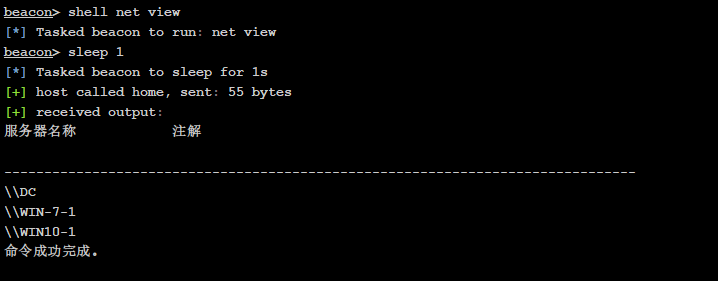 beacon> shell net view
[*] Tasked beacon to run: net view
beacon> sleep 1
[*] Tasked beacon to sleep for 1s
[+] host called home, sent: 55 bytes
[+] received output:
服务器名称            注解
-------------------------------------------------------------------------------
\\DC
\\WIN-7-1
\\WIN10-1
命令成功完成。